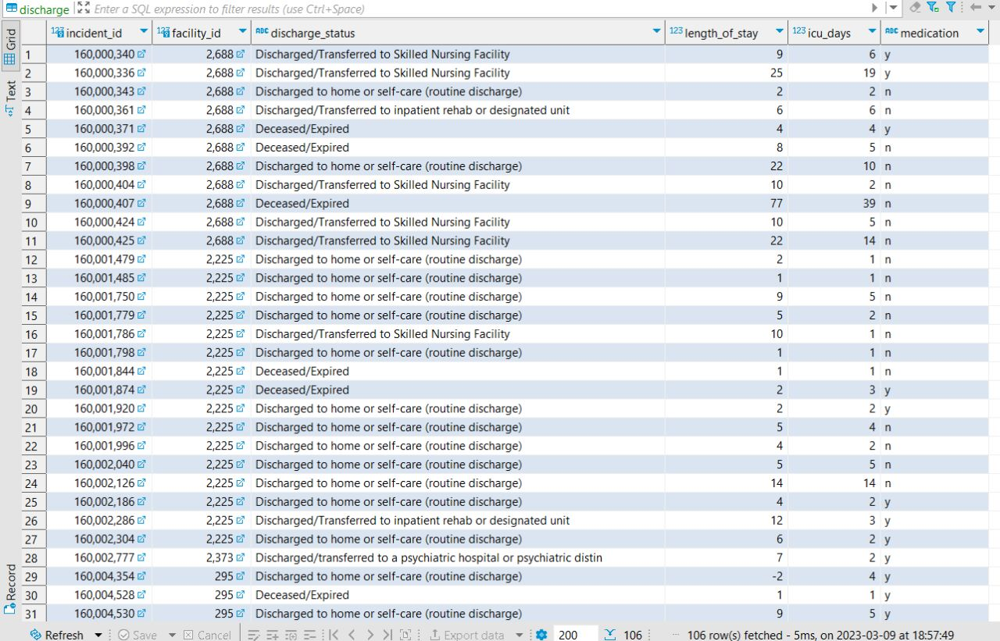 discharge Enter a SQL expression to filter results (use Ctrl+Space)
Grid
Text
Record
123 incident_id 123 facility_id ABC discharge_status 123 length_of_stay 123 icu_days ABC medication
1 160,000,340 2,688 Discharged/Transferred to Skilled Nursing Facility 9 6 y
2 160,000,336 2,688 Discharged/Transferred to Skilled Nursing Facility 25 19 y
3 160,000,343 2,688 Discharged to home or self-care (routine discharge) 2 2 n
4 160,000,361 2,688 Discharged/Transferred to inpatient rehab or designated unit 6 6 n
5 160,000,371 2,688 Deceased/Expired 4 4 y
6 160,000,392 2,688 Deceased/Expired 8 5 n
7 160,000,398 2,688 Discharged to home or self-care (routine discharge) 22 10 n
8 160,000,404 2,688 Discharged/Transferred to Skilled Nursing Facility 10 2 n
9 160,000,407 2,688 Deceased/Expired 77 39 n
10 160,000,424 2,688 Discharged/Transferred to Skilled Nursing Facility 10 5 n
11 160,000,425 2,688 Discharged/Transferred to Skilled Nursing Facility 22 14 n
12 160,001,479 2,225 Discharged to home or self-care (routine discharge) 2 1 n
13 160,001,485 2,225 Discharged to home or self-care (routine discharge) 1 1 n
14 160,001,750 2,225 Discharged to home or self-care (routine discharge) 9 5 n
15 160,001,779 2,225 Discharged to home or self-care (routine discharge) 5 2 n
16 160,001,786 2,225 Discharged/Transferred to Skilled Nursing Facility 10 1 n
17 160,001,798 2,225 Discharged to home or self-care (routine discharge) 1 1 n
18 160,001,844 2,225 Deceased/Expired 1 1 n
19 160,001,874 2,225 Deceased/Expired 2 3 y
20 160,001,920 2,225 Discharged to home or self-care (routine discharge) 2 2 y
21 160,001,972 2,225 Discharged to home or self-care (routine discharge) 5 4 n
22 160,001,996 2,225 Discharged to home or self-care (routine discharge) 4 2 n
23 160,002,040 2,225 Discharged to home or self-care (routine discharge) 5 5 n
24 160,002,126 2,225 Discharged to home or self-care (routine discharge) 14 14 n
25 160,002,186 2,225 Discharged to home or self-care (routine discharge) 4 2 y
26 160,002,286 2,225 Discharged/Transferred to inpatient rehab or designated unit 12 3 y
27 160,002,304 2,225 Discharged to home or self-care (routine discharge) 6 2 y
28 160,002,777 2,373 Discharged/transferred to a psychiatric hospital or psychiatric distin 7 2 y
29 160,004,354 295 Discharged to home or self-care (routine discharge) -2 4 y
30 160,004,528 295 Deceased/Expired 1 1 y
31 160,004,530 295 Discharged to home or self-care (routine discharge) 9 5 y
Refresh Save Cancel Export data 200 106 ... 106 row(s) fetched - 5ms, on 2023-03-09 at 18:57:49